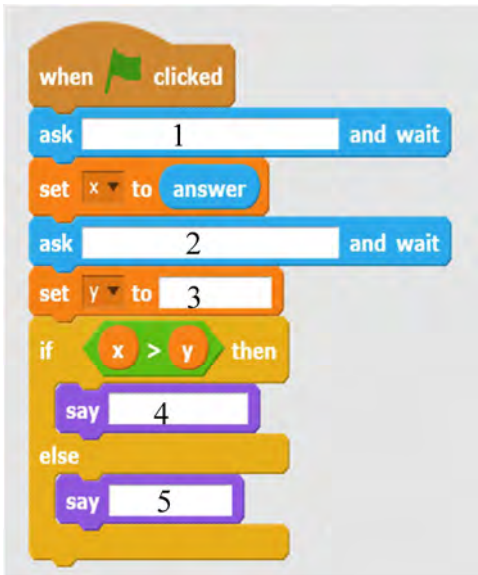 when clicked
ask 1 and wait
set x to answer
ask 2 and wait
set y to 3
if x > y then
say 4
else
say 5